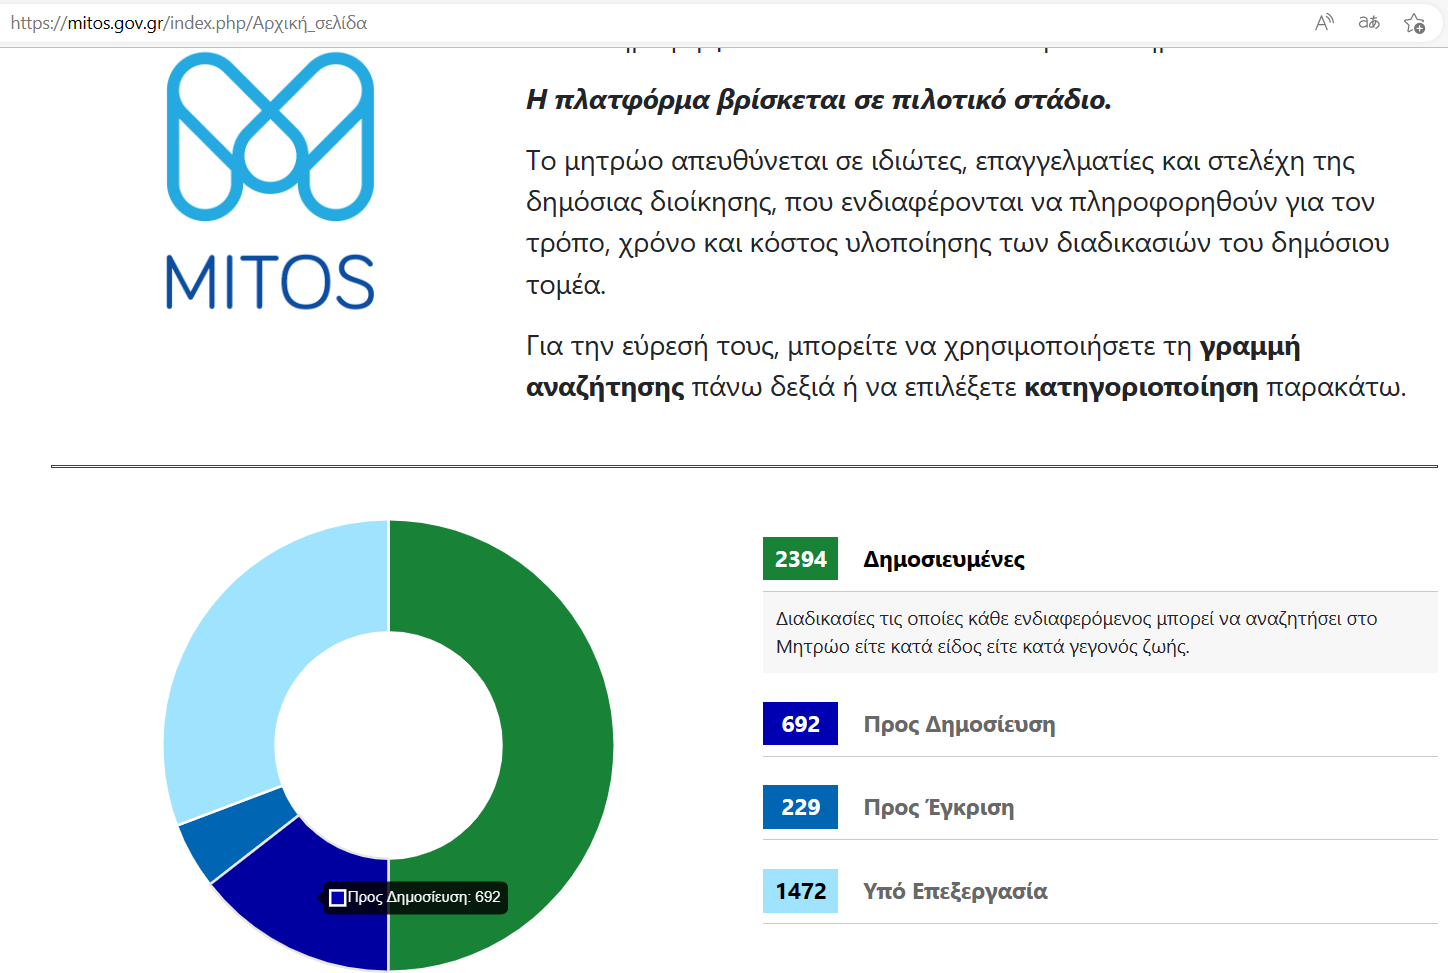 https://mitos.gov.gr/index.php/Αρχική_σελίδα
Η πλατφόρμα βρίσκεται σε πιλοτικό στάδιο.
Το μητρώο απευθύνεται σε ιδιώτες, επαγγελματίες και στελέχη της
δημόσιας διοίκησης, που ενδιαφέρονται να πληροφορηθούν για τον
τρόπο, χρόνο και κόστος υλοποίησης των διαδικασιών του δημόσιου
τομέα.
Για την εύρεσή τους, μπορείτε να χρησιμοποιήσετε τη γραμμή
αναζήτησης πάνω δεξιά ή να επιλέξετε κατηγοριοποίηση παρακάτω.
MITOS
2394 Δημοσιευμένες
Διαδικασίες τις οποίες κάθε ενδιαφερόμενος μπορεί να αναζητήσει στο
Μητρώο είτε κατά είδος είτε κατά γεγονός ζωής.
692 Προς Δημοσίευση
229 Προς Έγκριση
1472 Υπό Επεξεργασία
Προς Δημοσίευση: 692